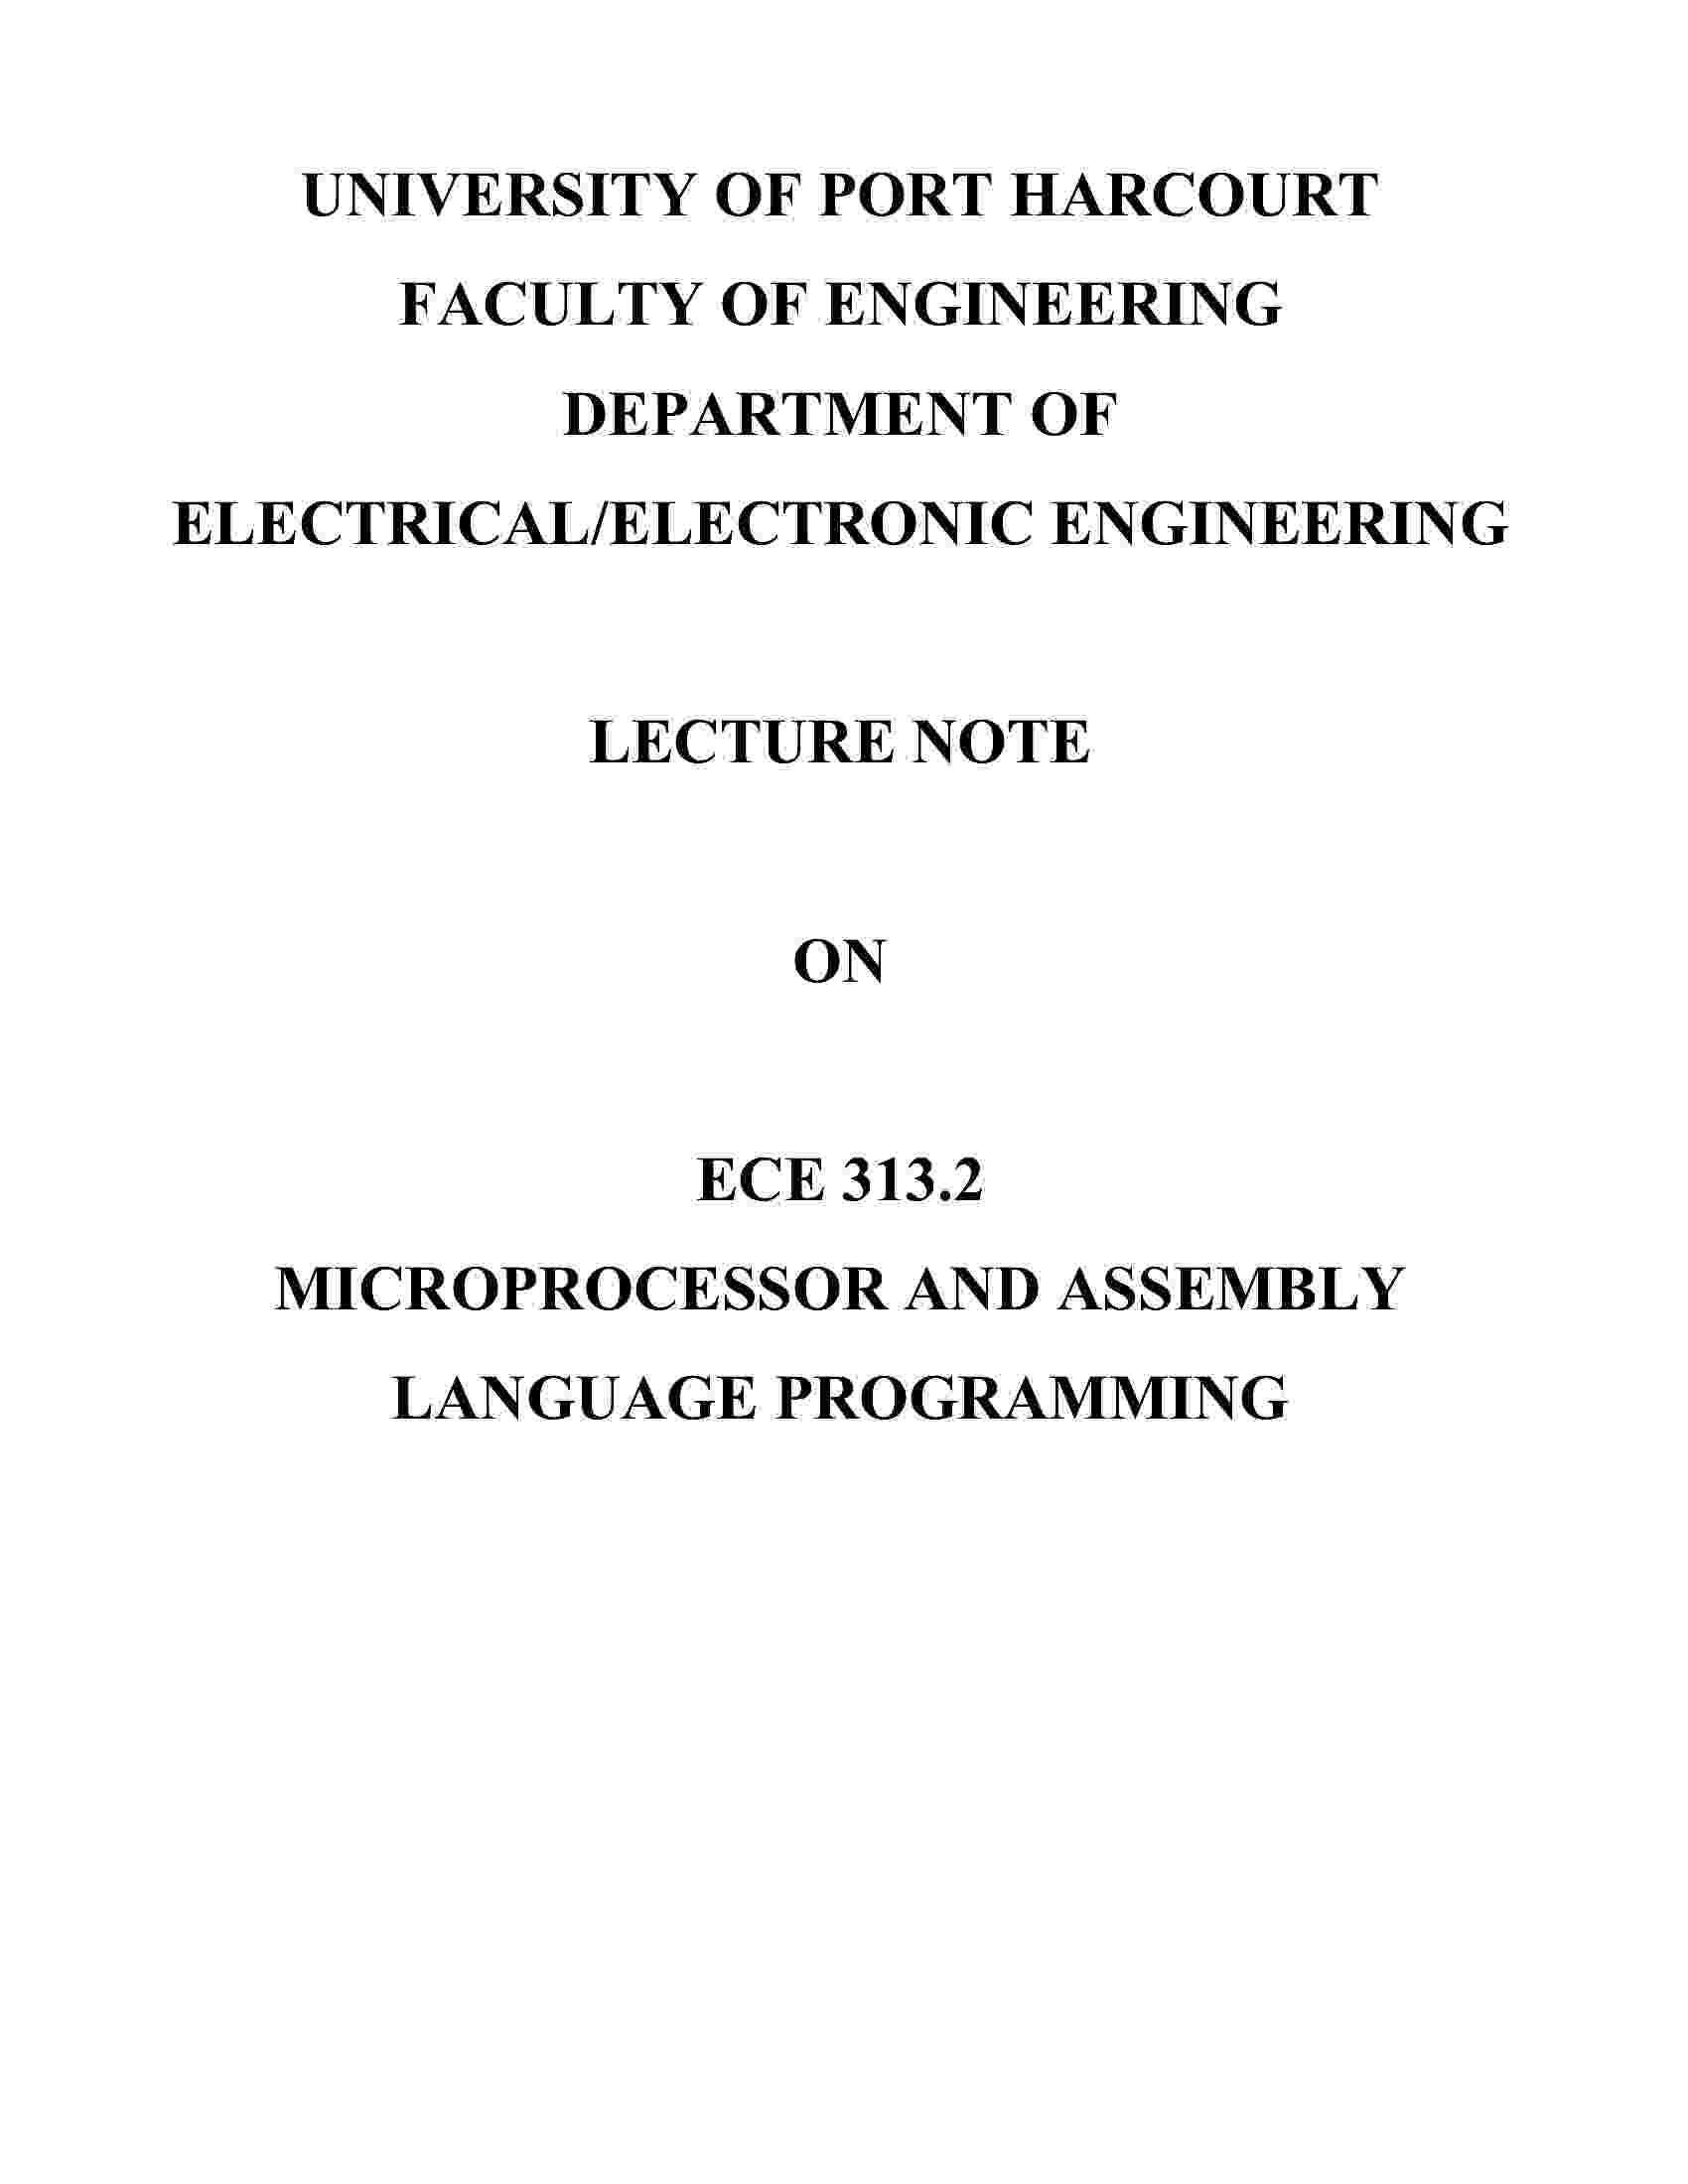 UNIVERSITY OF PORT HARCOURT
FACULTY OF ENGINEERING
DEPARTMENT OF
ELECTRICAL/ELECTRONIC ENGINEERING
LECTURE NOTE
ON
ECE 313.2
MICROPROCESSOR AND ASSEMBLY
LANGUAGE PROGRAMMING